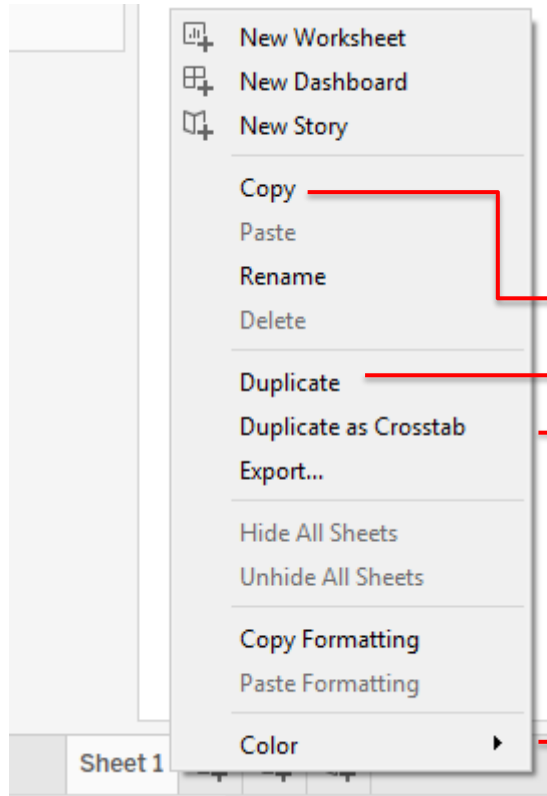 New Worksheet
New Dashboard
New Story
Copy
Paste
Rename
Delete
Duplicate
Duplicate as Crosstab
Export...
Hide All Sheets
Unhide All Sheets
Copy Formatting
Paste Formatting
Color
Sheet 1